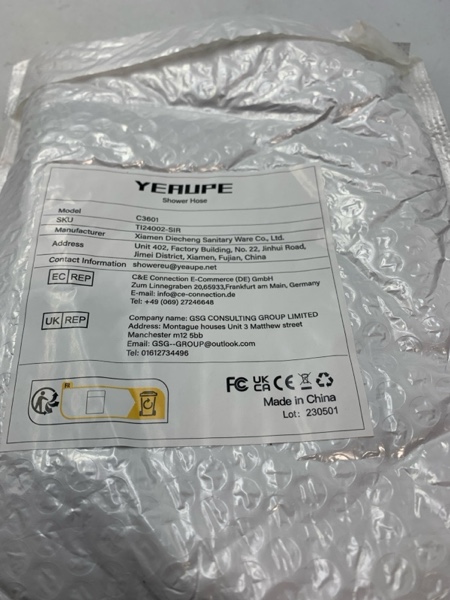 YEAUPE
Shower Hose
Model C3601
SKU TI24002-SIR
Manufacturer Xiamen Diecheng Sanitary Ware Co., Ltd.
Address Unit 402, Factory Building, No. 22, Jinhui Road,
Jimei District, Xiamen, Fujian, China
Contact Information showereu@yeaupe.net
EC REP C&E Connection E-Commerce (DE) GmbH
Zum Linnegraben 20,65933,Frankfurt am Main, Germany
E-mail: info@ce-connection.de
Tel: +49 (069) 27246648
UK REP Company name: GSG CONSULTING GROUP LIMITED
Address: Montague houses Unit 3 Matthew street
Manchester m12 5bb
Email: GSG--GROUP@outlook.com
Tel: 01612734496
FR
FC UK CA CE
Made in China
Lot: 230501